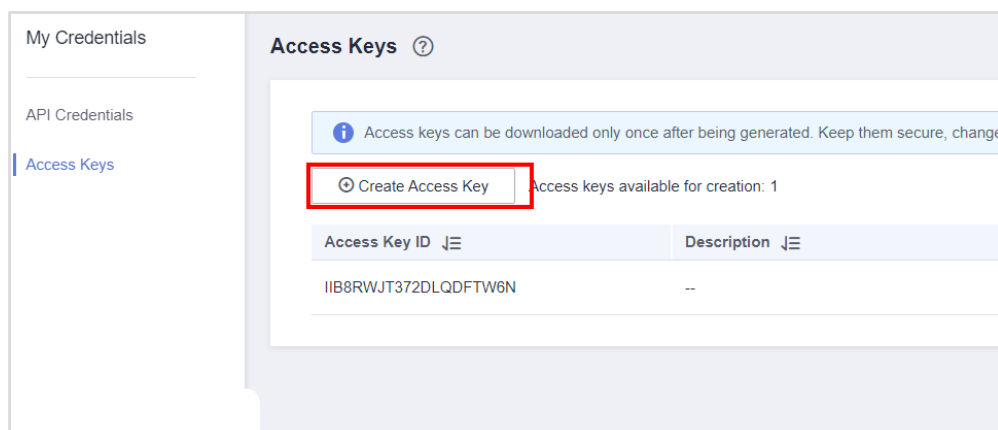 My Credentials
API Credentials
Access Keys
Access Keys
Access keys can be downloaded only once after being generated. Keep them secure, change
Create Access Key Access keys available for creation: 1
Access Key ID Description
IIB8RWJT372DLQDFTW6N --